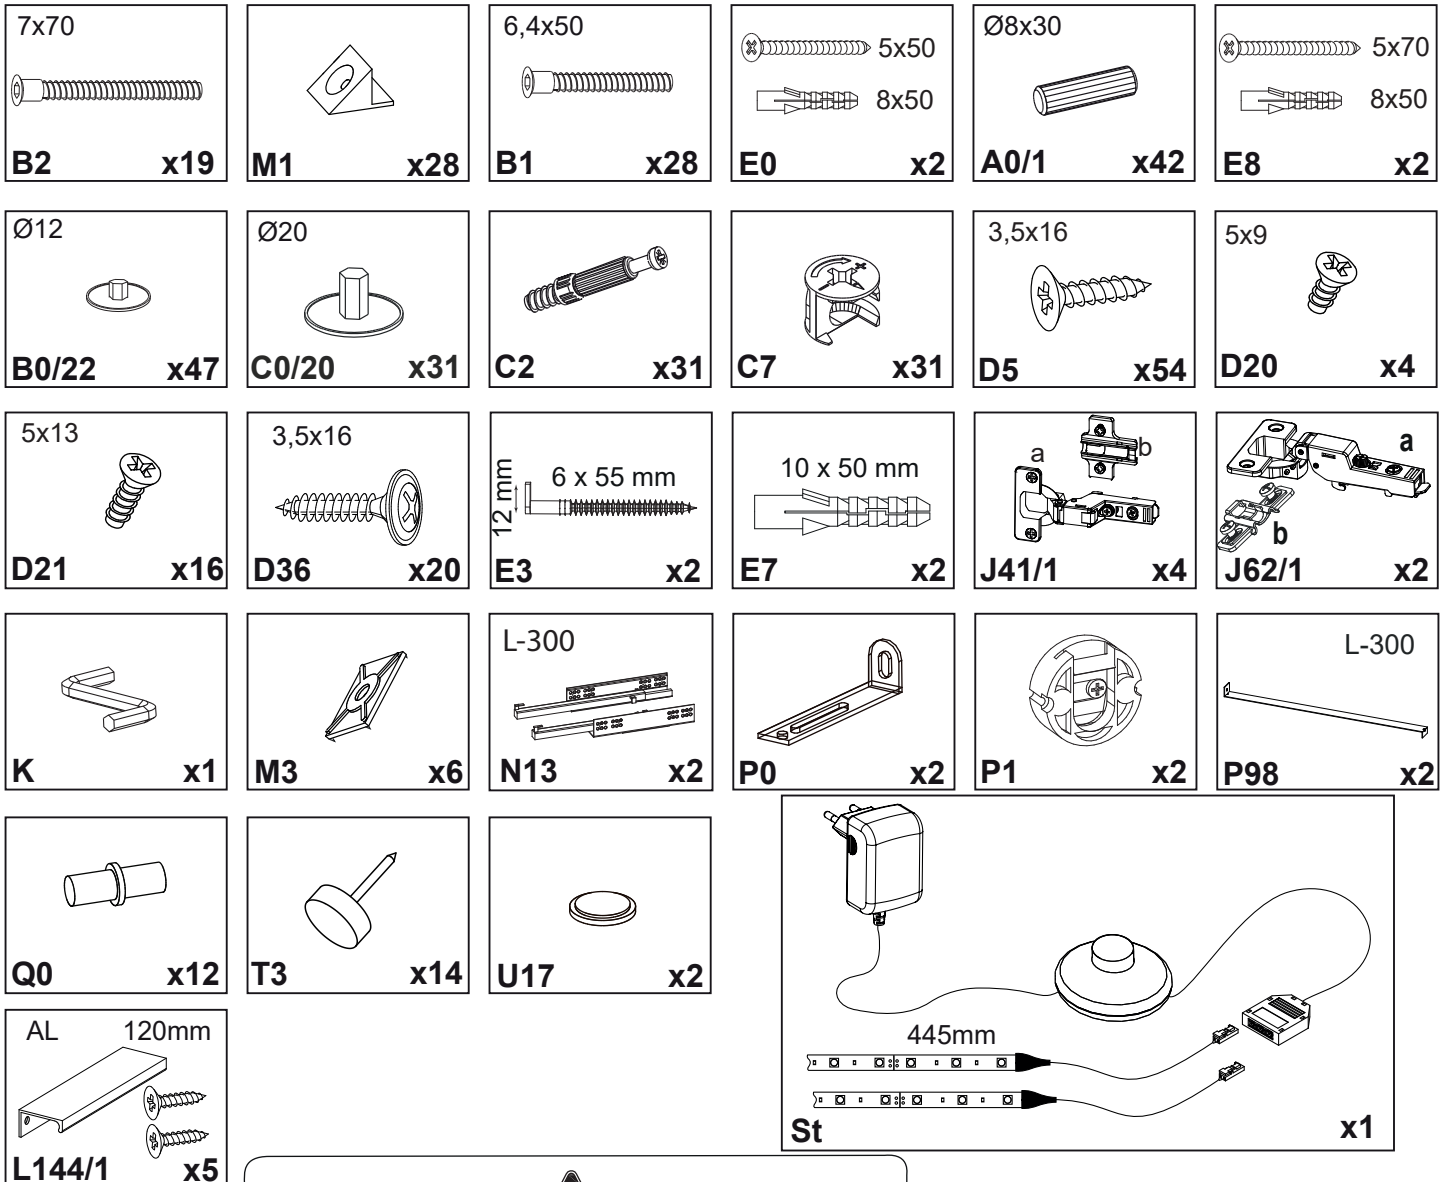 7x70
B2 x19
M1 x28
6,4x50
B1 x28
5x50
8x50
E0 x2
Ø8x30
A0/1 x42
5x70
8x50
E8 x2
Ø12
B0/22 x47
Ø20
C0/20 x31
C2 x31
C7 x31
3,5x16
D5 x54
5x9
D20 x4
5x13
D21 x16
3,5x16
D36 x20
12 mm
6 x 55 mm
E3 x2
10 x 50 mm
E7 x2
a
b
J41/1 x4
a
b
J62/1 x2
K x1
M3 x6
L-300
N13 x2
P0 x2
P1 x2
L-300
P98 x2
Q0 x12
T3 x14
U17 x2
445mm
St x1
AL 120mm
L144/1 x5